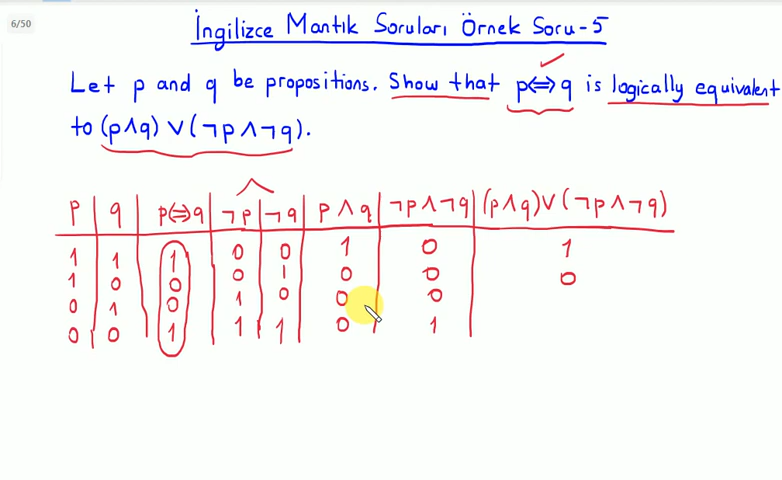 6/50
İngilizce Mantık Soruları Örnek Soru-5
Let p and q be propositions. Show that p⇔q is logically equivalent
to (p∧q) ∨ (¬p∧¬q).
p q p⇔q ¬p ¬q p∧q ¬p∧¬q (p∧q)∨(¬p∧¬q)
1 1 1 0 0 1 0 1
1 0 0 0 1 0 0 0
0 1 0 1 0 0 0
0 0 1 1 1 0 1